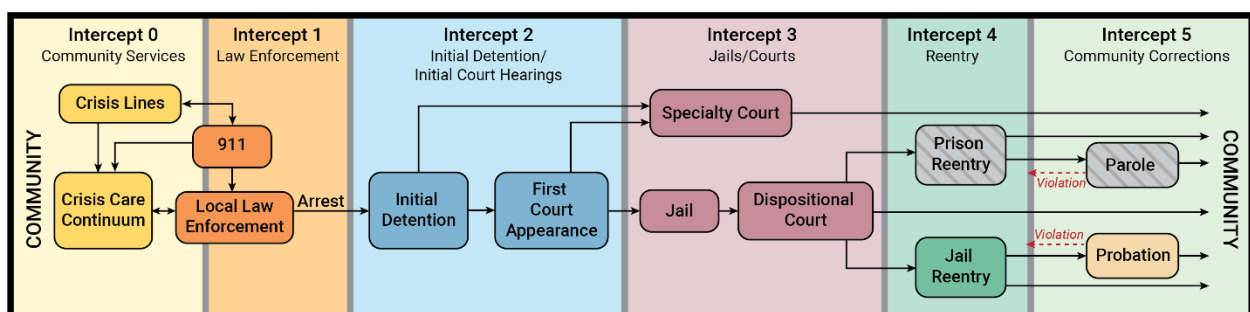 Intercept 0
Community Services
Intercept 1
Law Enforcement
Intercept 2
Initial Detention/
Initial Court Hearings
Intercept 3
Jails/Courts
Intercept 4
Reentry
Intercept 5
Community Corrections
COMMUNITY
Crisis Lines
911
Crisis Care
Continuum
Local Law
Enforcement
Arrest
Initial
Detention
First
Court
Appearance
Specialty Court
Jail
Dispositional
Court
Prison
Reentry
Violation
Parole
Jail
Reentry
Violation
Probation
COMMUNITY